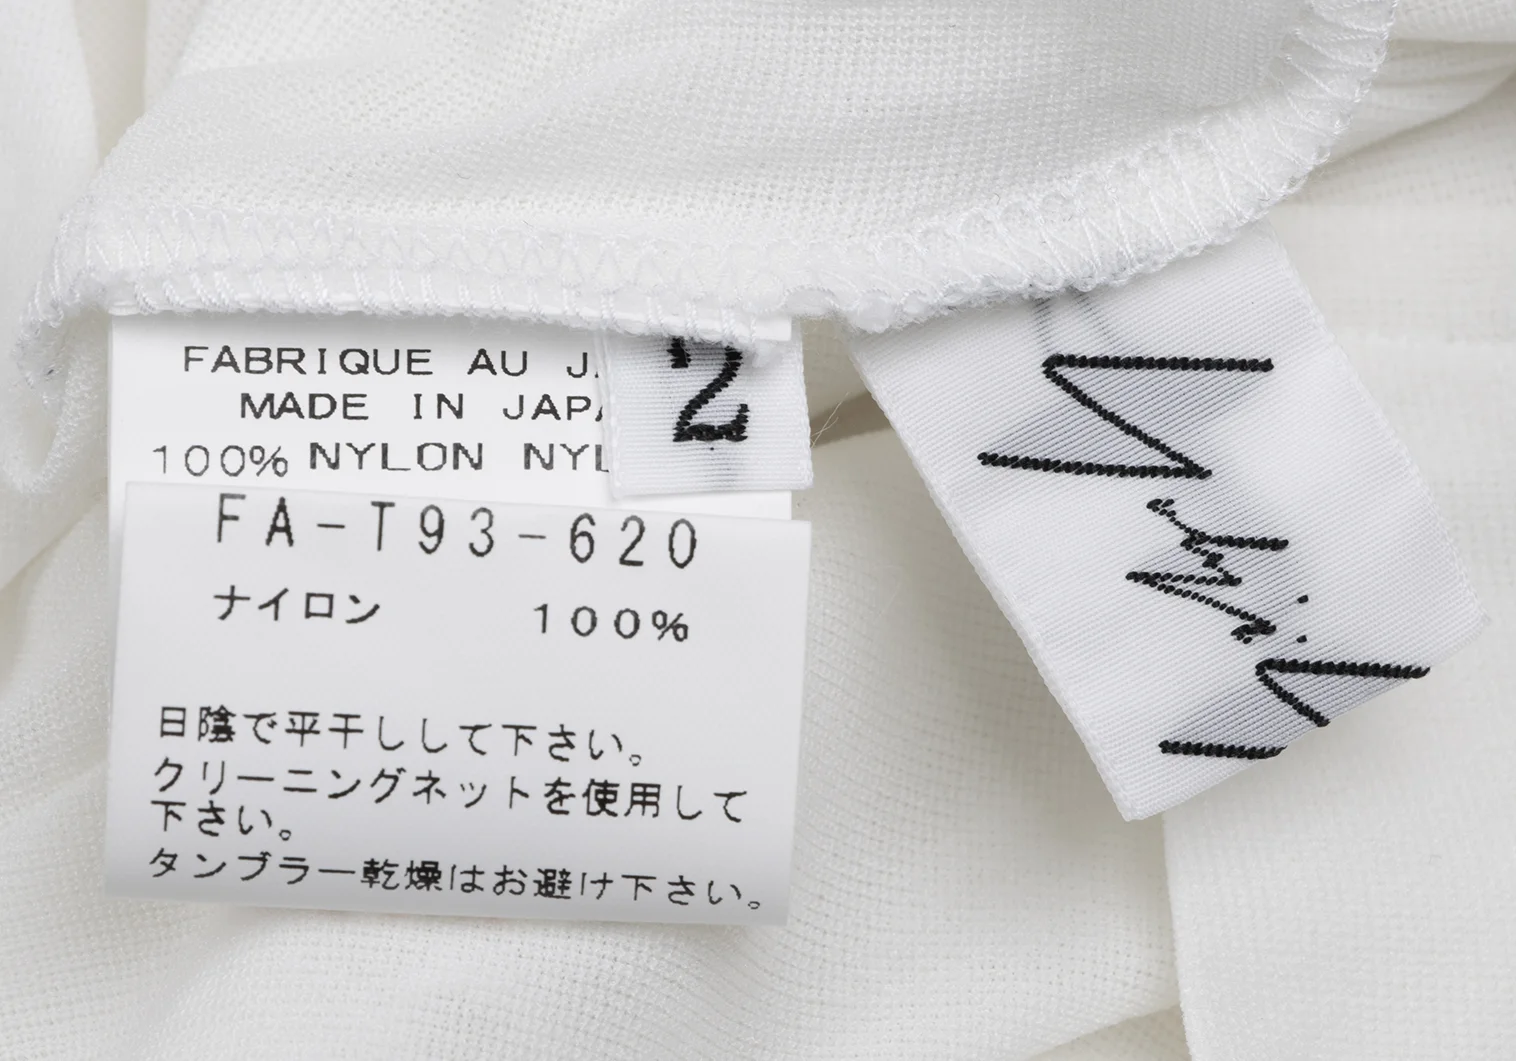 FABRIQUE AU J
MADE IN JAPA
100% NYLON NYL
2
FA-T93-620
ナイロン 100%
日陰で平干しして下さい。
クリーニングネットを使用して
下さい。
タンブラー乾燥はお避け下さい。